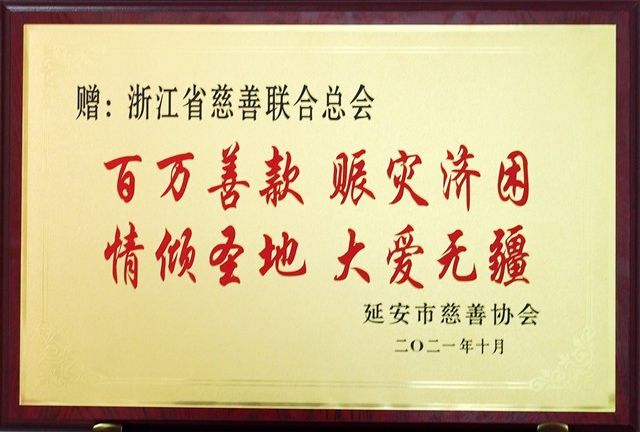 赠：浙江省慈善联合总会
百万善款 赈灾济困
情倾圣地 大爱无疆
延安市慈善协会
二〇二一年十月